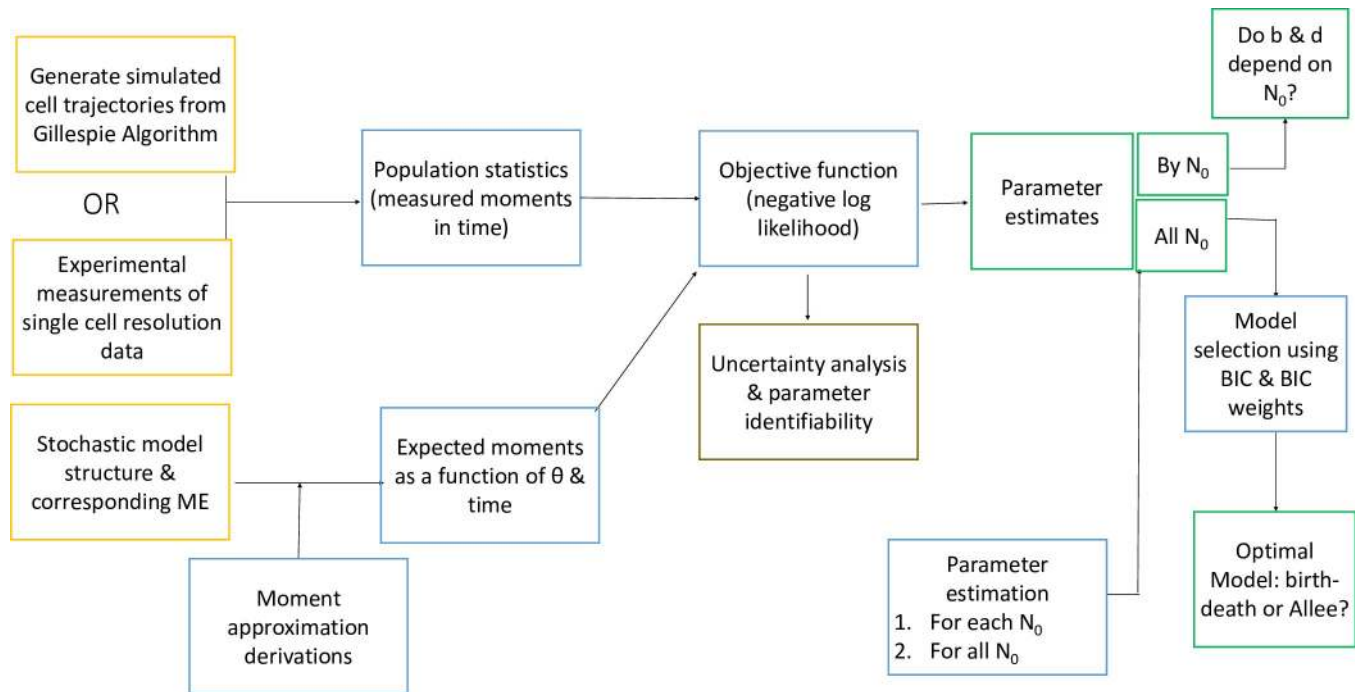 Generate simulated
cell trajectories from
Gillespie Algorithm
OR
Experimental
measurements of
single cell resolution
data
Stochastic model
structure &
corresponding ME
Moment
approximation
derivations
Population statistics
(measured moments
in time)
Expected moments
as a function of θ &
time
Objective function
(negative log
likelihood)
Uncertainty analysis
& parameter
identifiability
Parameter
estimates
By N₀
All N₀
Do b & d
depend on
N₀?
Model
selection using
BIC & BIC
weights
Optimal
Model: birth-
death or Allee?
Parameter
estimation
1. For each N₀
2. For all N₀